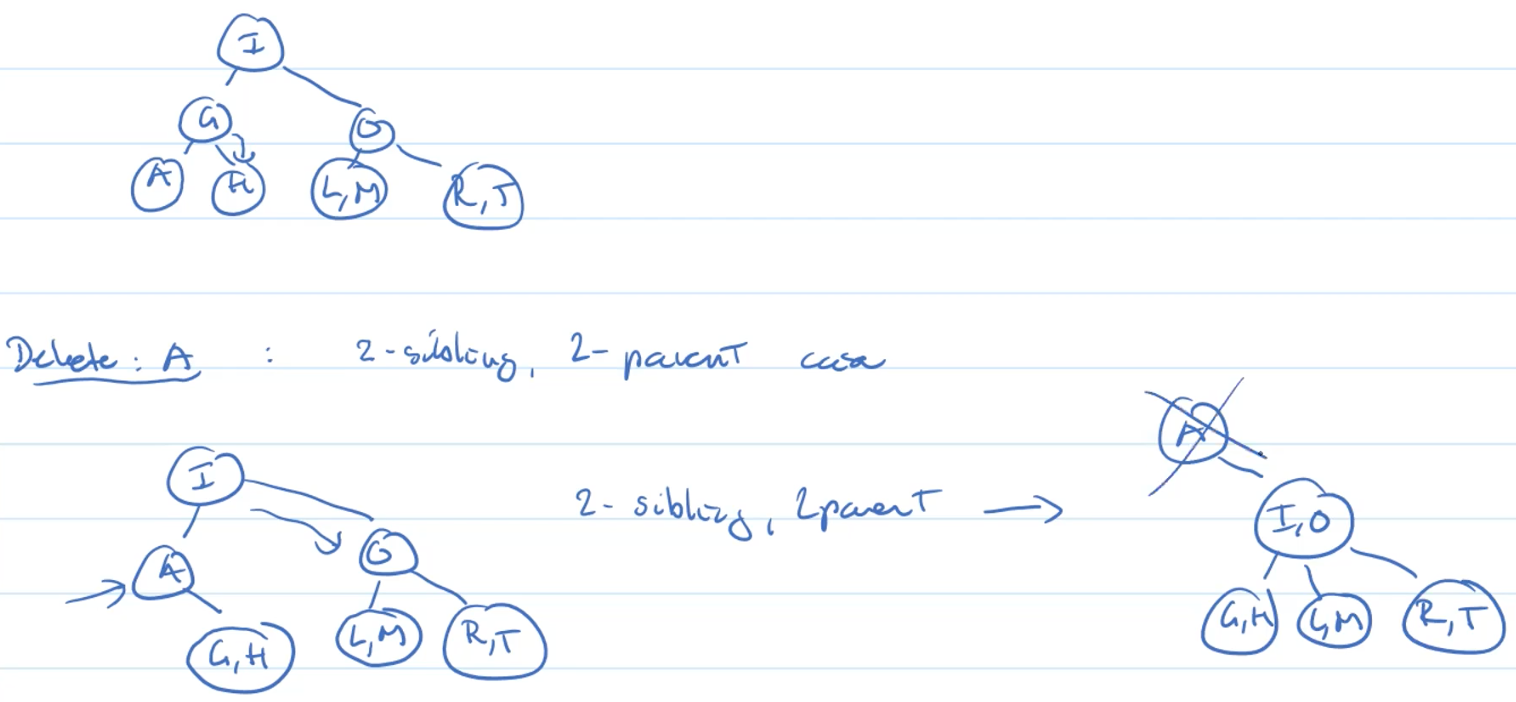 I
G O
A H L,M R,T
Delete: A : 2-sibling, 2-parent case
A
I 2-sibling, 2parent I,O
A O
G,H L,M R,T G,H L,M R,T